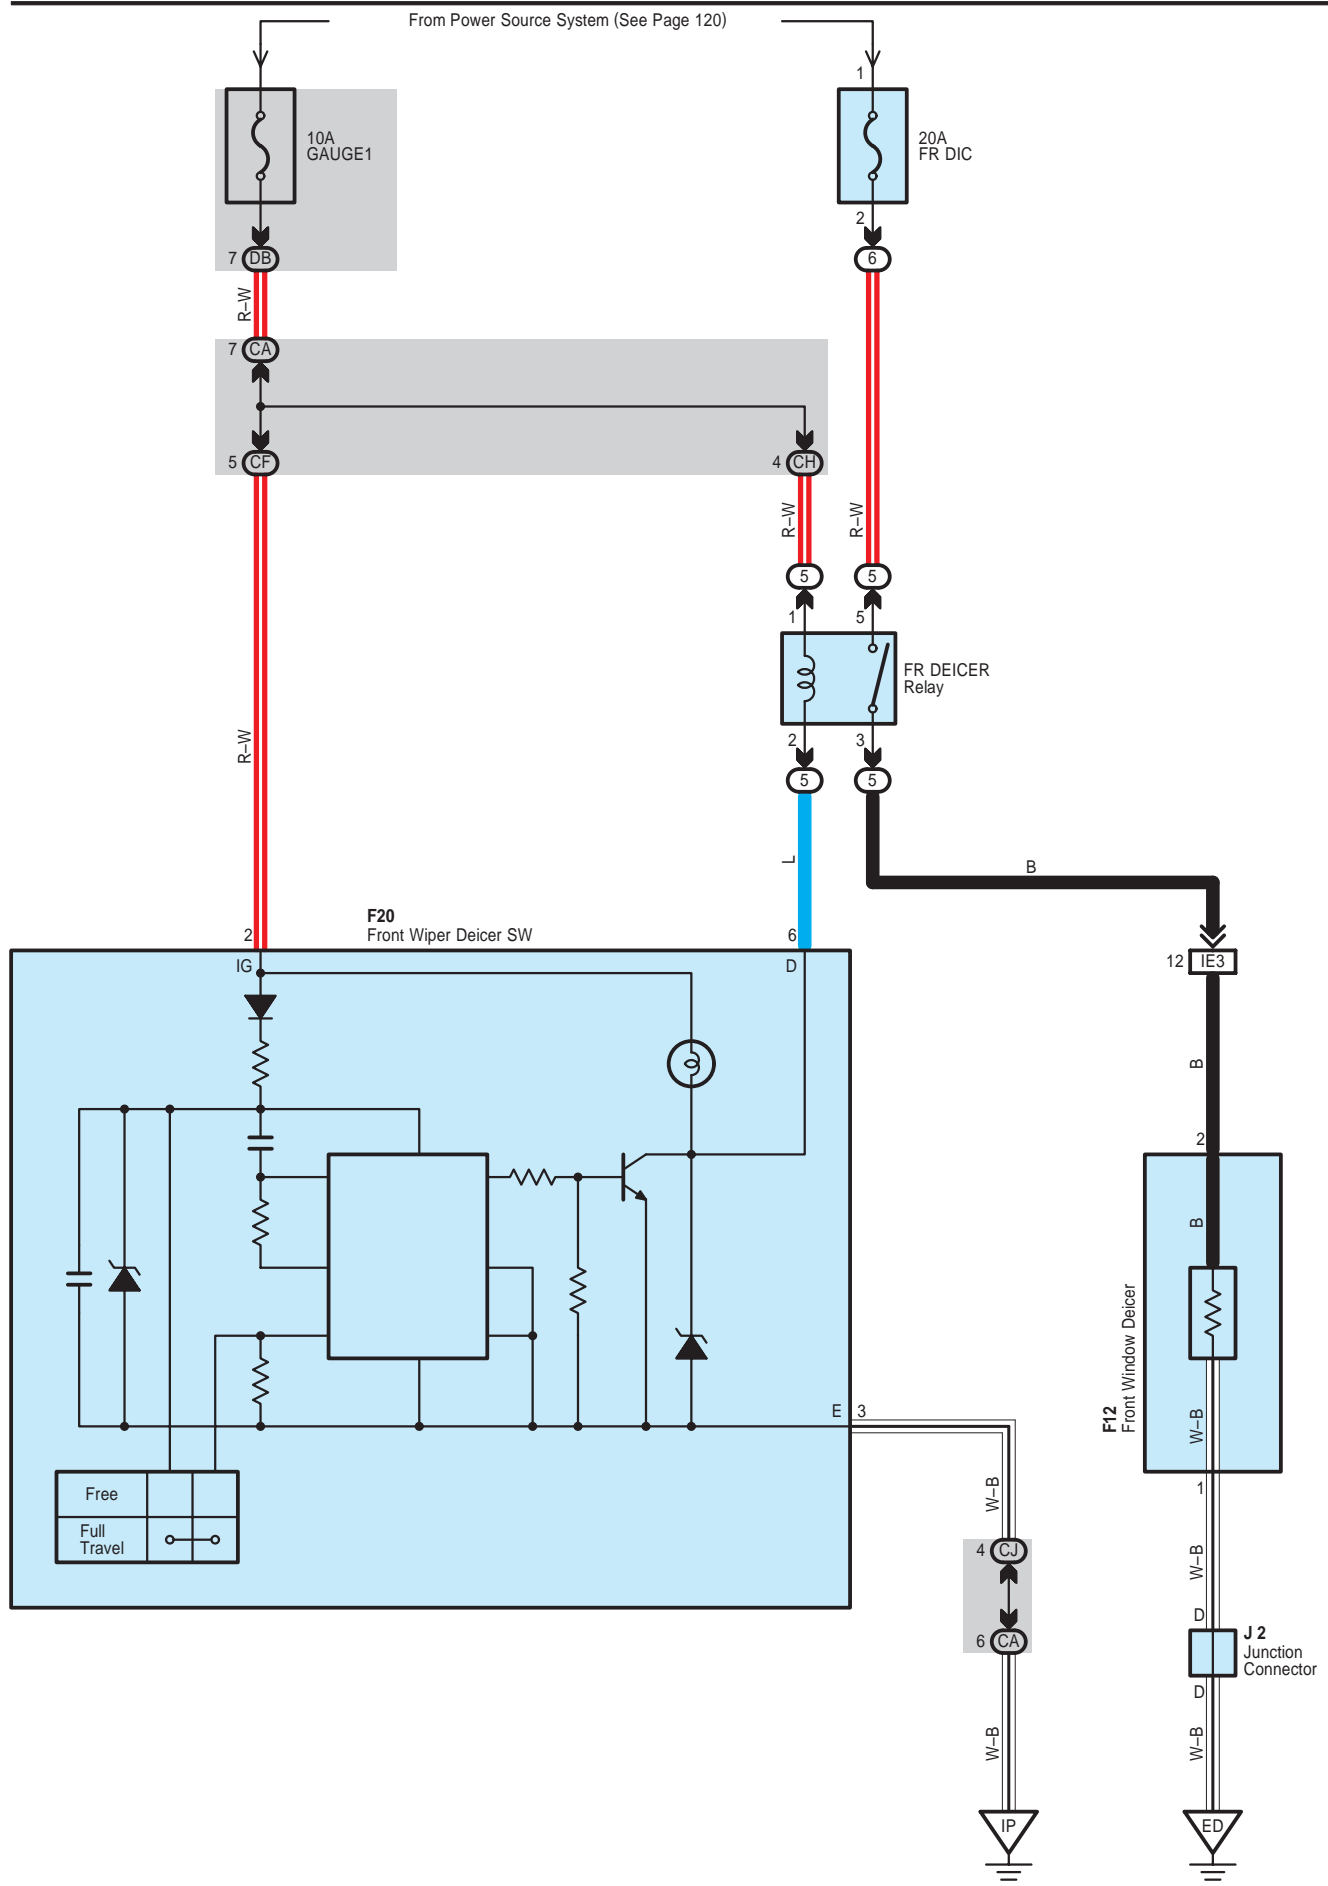 From Power Source System (See Page 120)
1
10A
GAUGE1
20A
FR DIC
2
7 DB
6
R–W
7 CA
5 CF
4 CH
R–W
R–W
5
5
1
5
FR DEICER
Relay
R–W
2
3
5
5
L
B
F20
Front Wiper Deicer SW
2
6
IG
D
12 IE3
B
2
B
F12
Front Window Deicer
E
3
W–B
W–B
1
Free
Full
Travel
4 CJ
W–B
D
6 CA
J 2
Junction
Connector
D
W–B
W–B
IP
ED